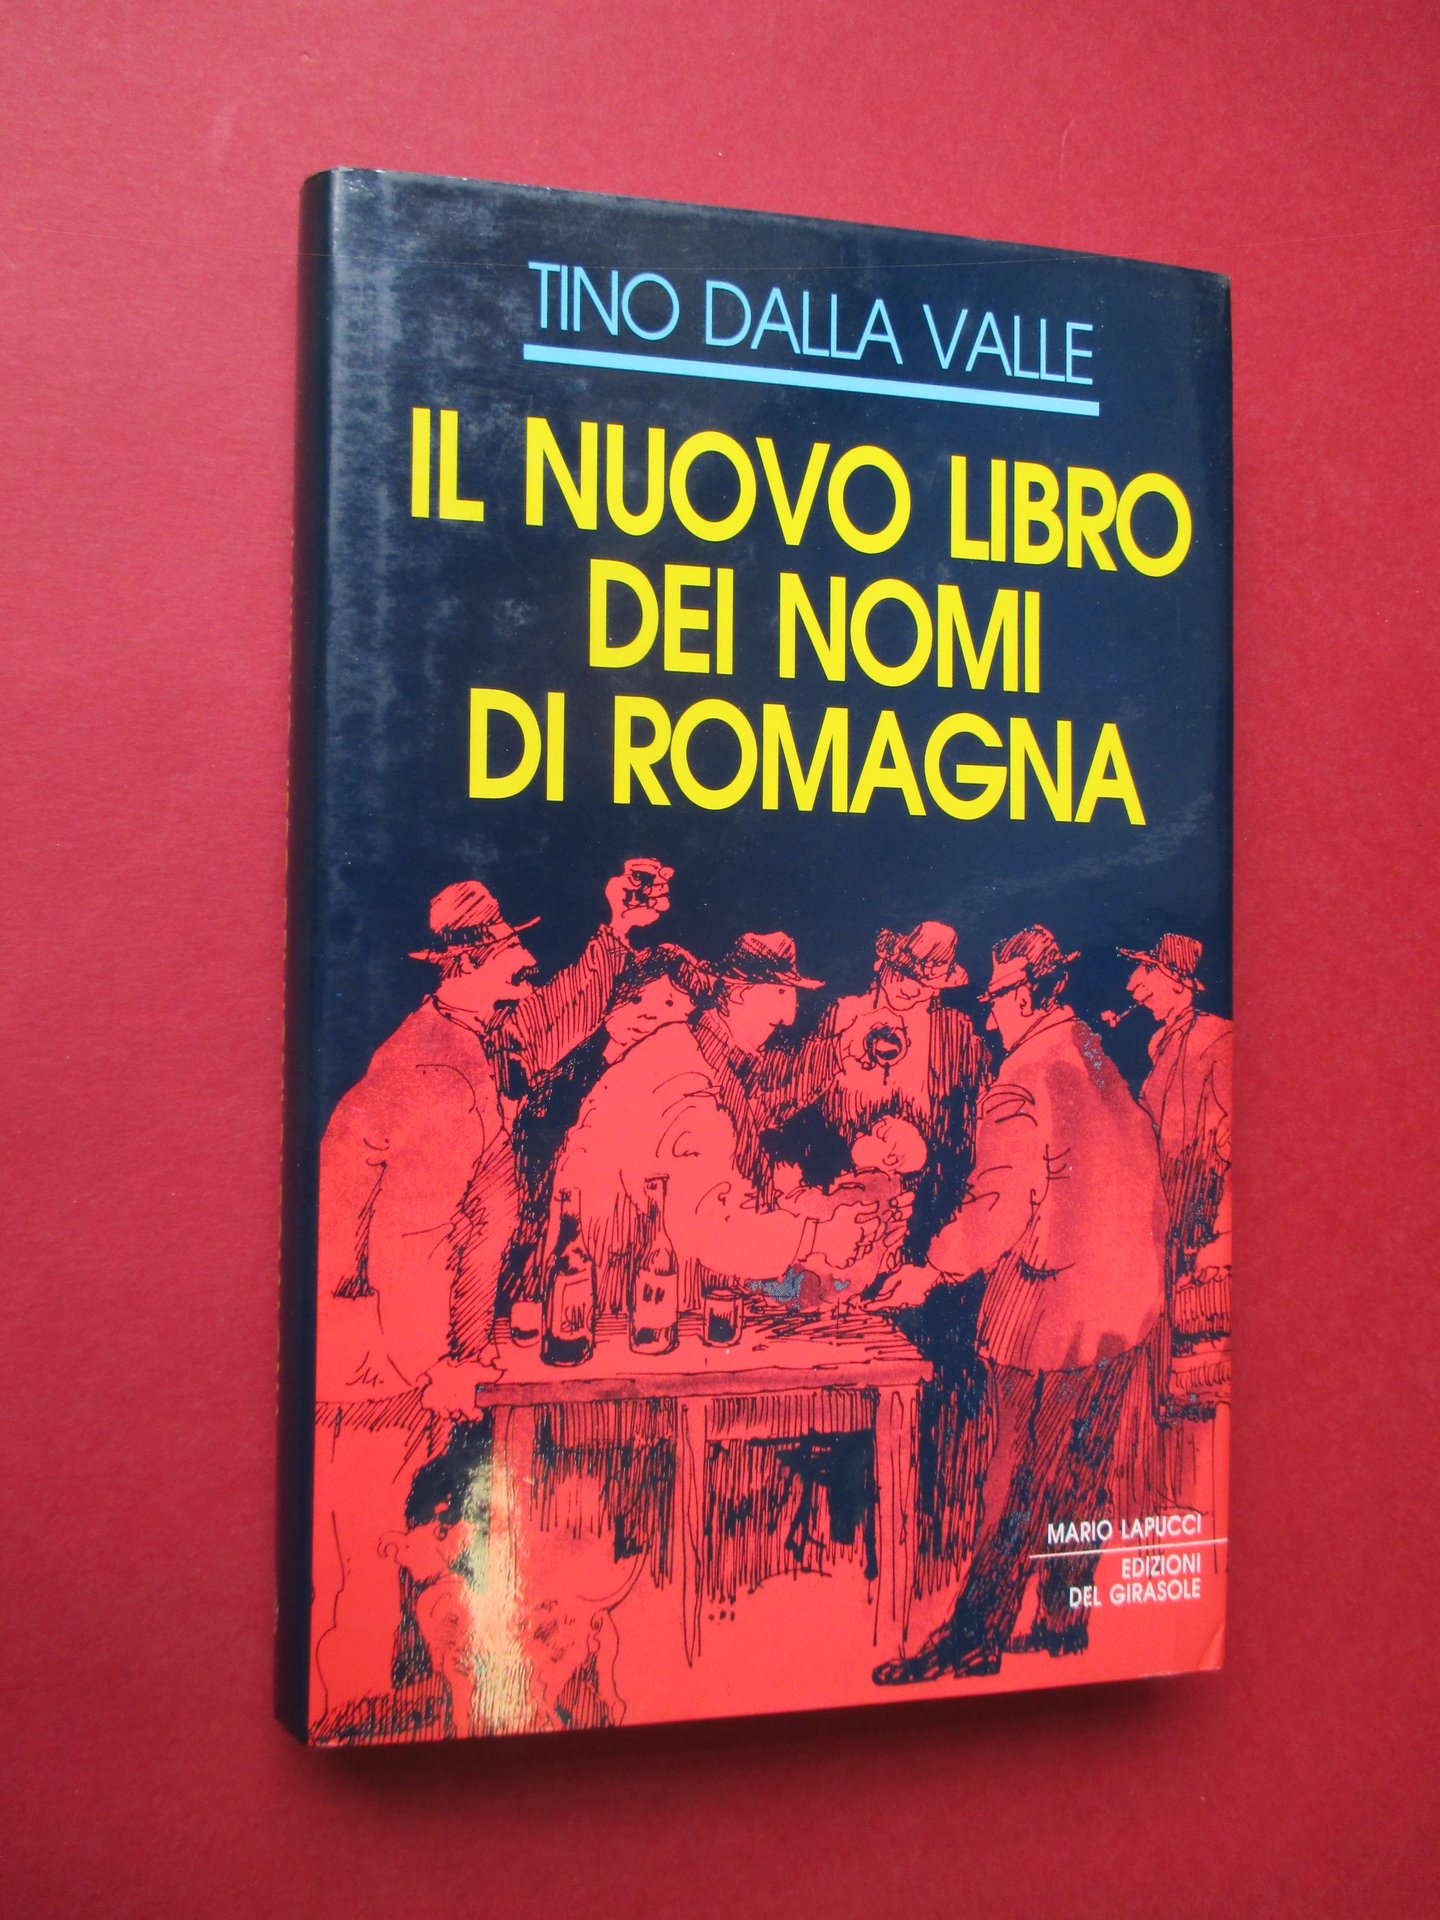 TINO DALLA VALLE
IL NUOVO LIBRO
DEI NOMI
DI ROMAGNA
MARIO LAPUCCI
EDIZIONI
DEL GIRASOLE